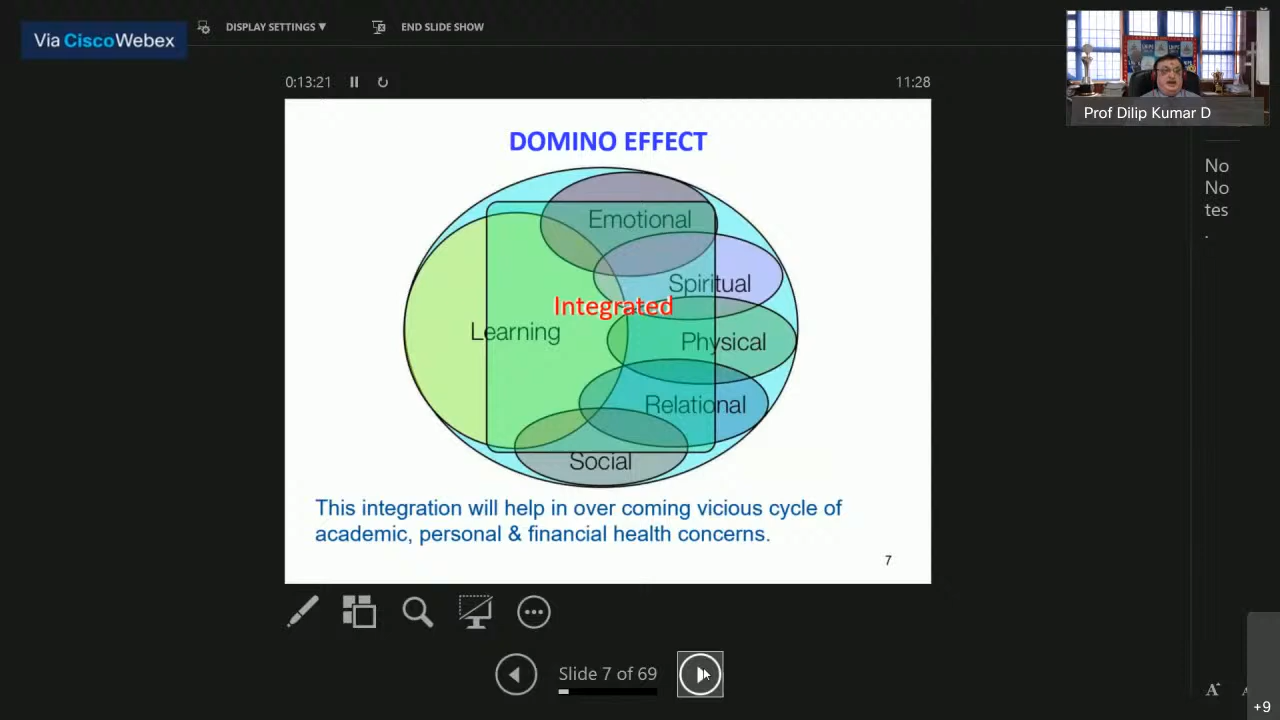 Via CiscoWebex
DISPLAY SETTINGS ▼
END SLIDE SHOW
0:13:21
11:28
Prof Dilip Kumar D
No
No
tes
.
DOMINO EFFECT
Emotional
Spiritual
Integrated
Learning
Physical
Relational
Social
This integration will help in over coming vicious cycle of
academic, personal & financial health concerns.
7
Slide 7 of 69
A
+9